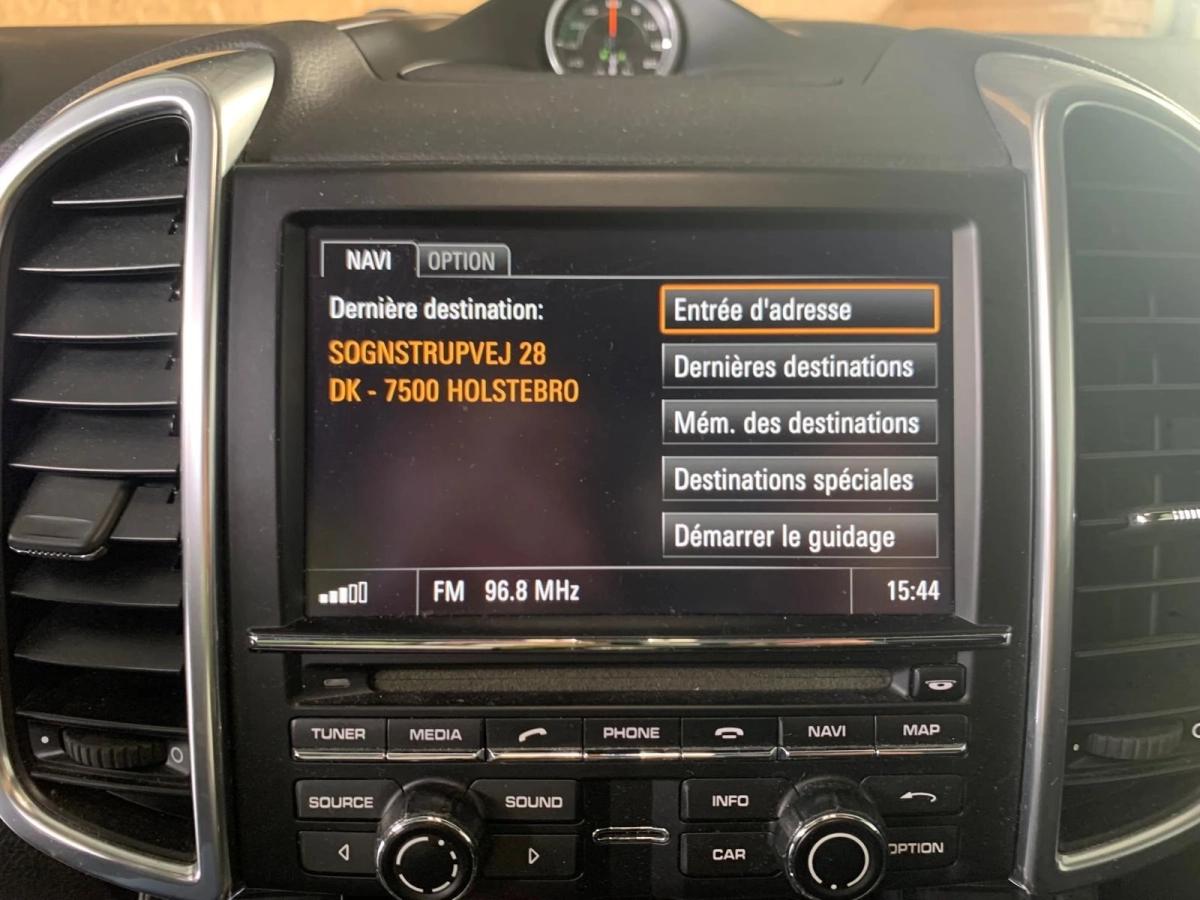 NAVI OPTION
Dernière destination:
SOGNSTRUPVEJ 28
DK - 7500 HOLSTEBRO
Entrée d'adresse
Dernières destinations
Mém. des destinations
Destinations spéciales
Démarrer le guidage
FM 96.8 MHz 15:44
TUNER MEDIA PHONE NAVI MAP
SOURCE SOUND INFO
CAR OPTION